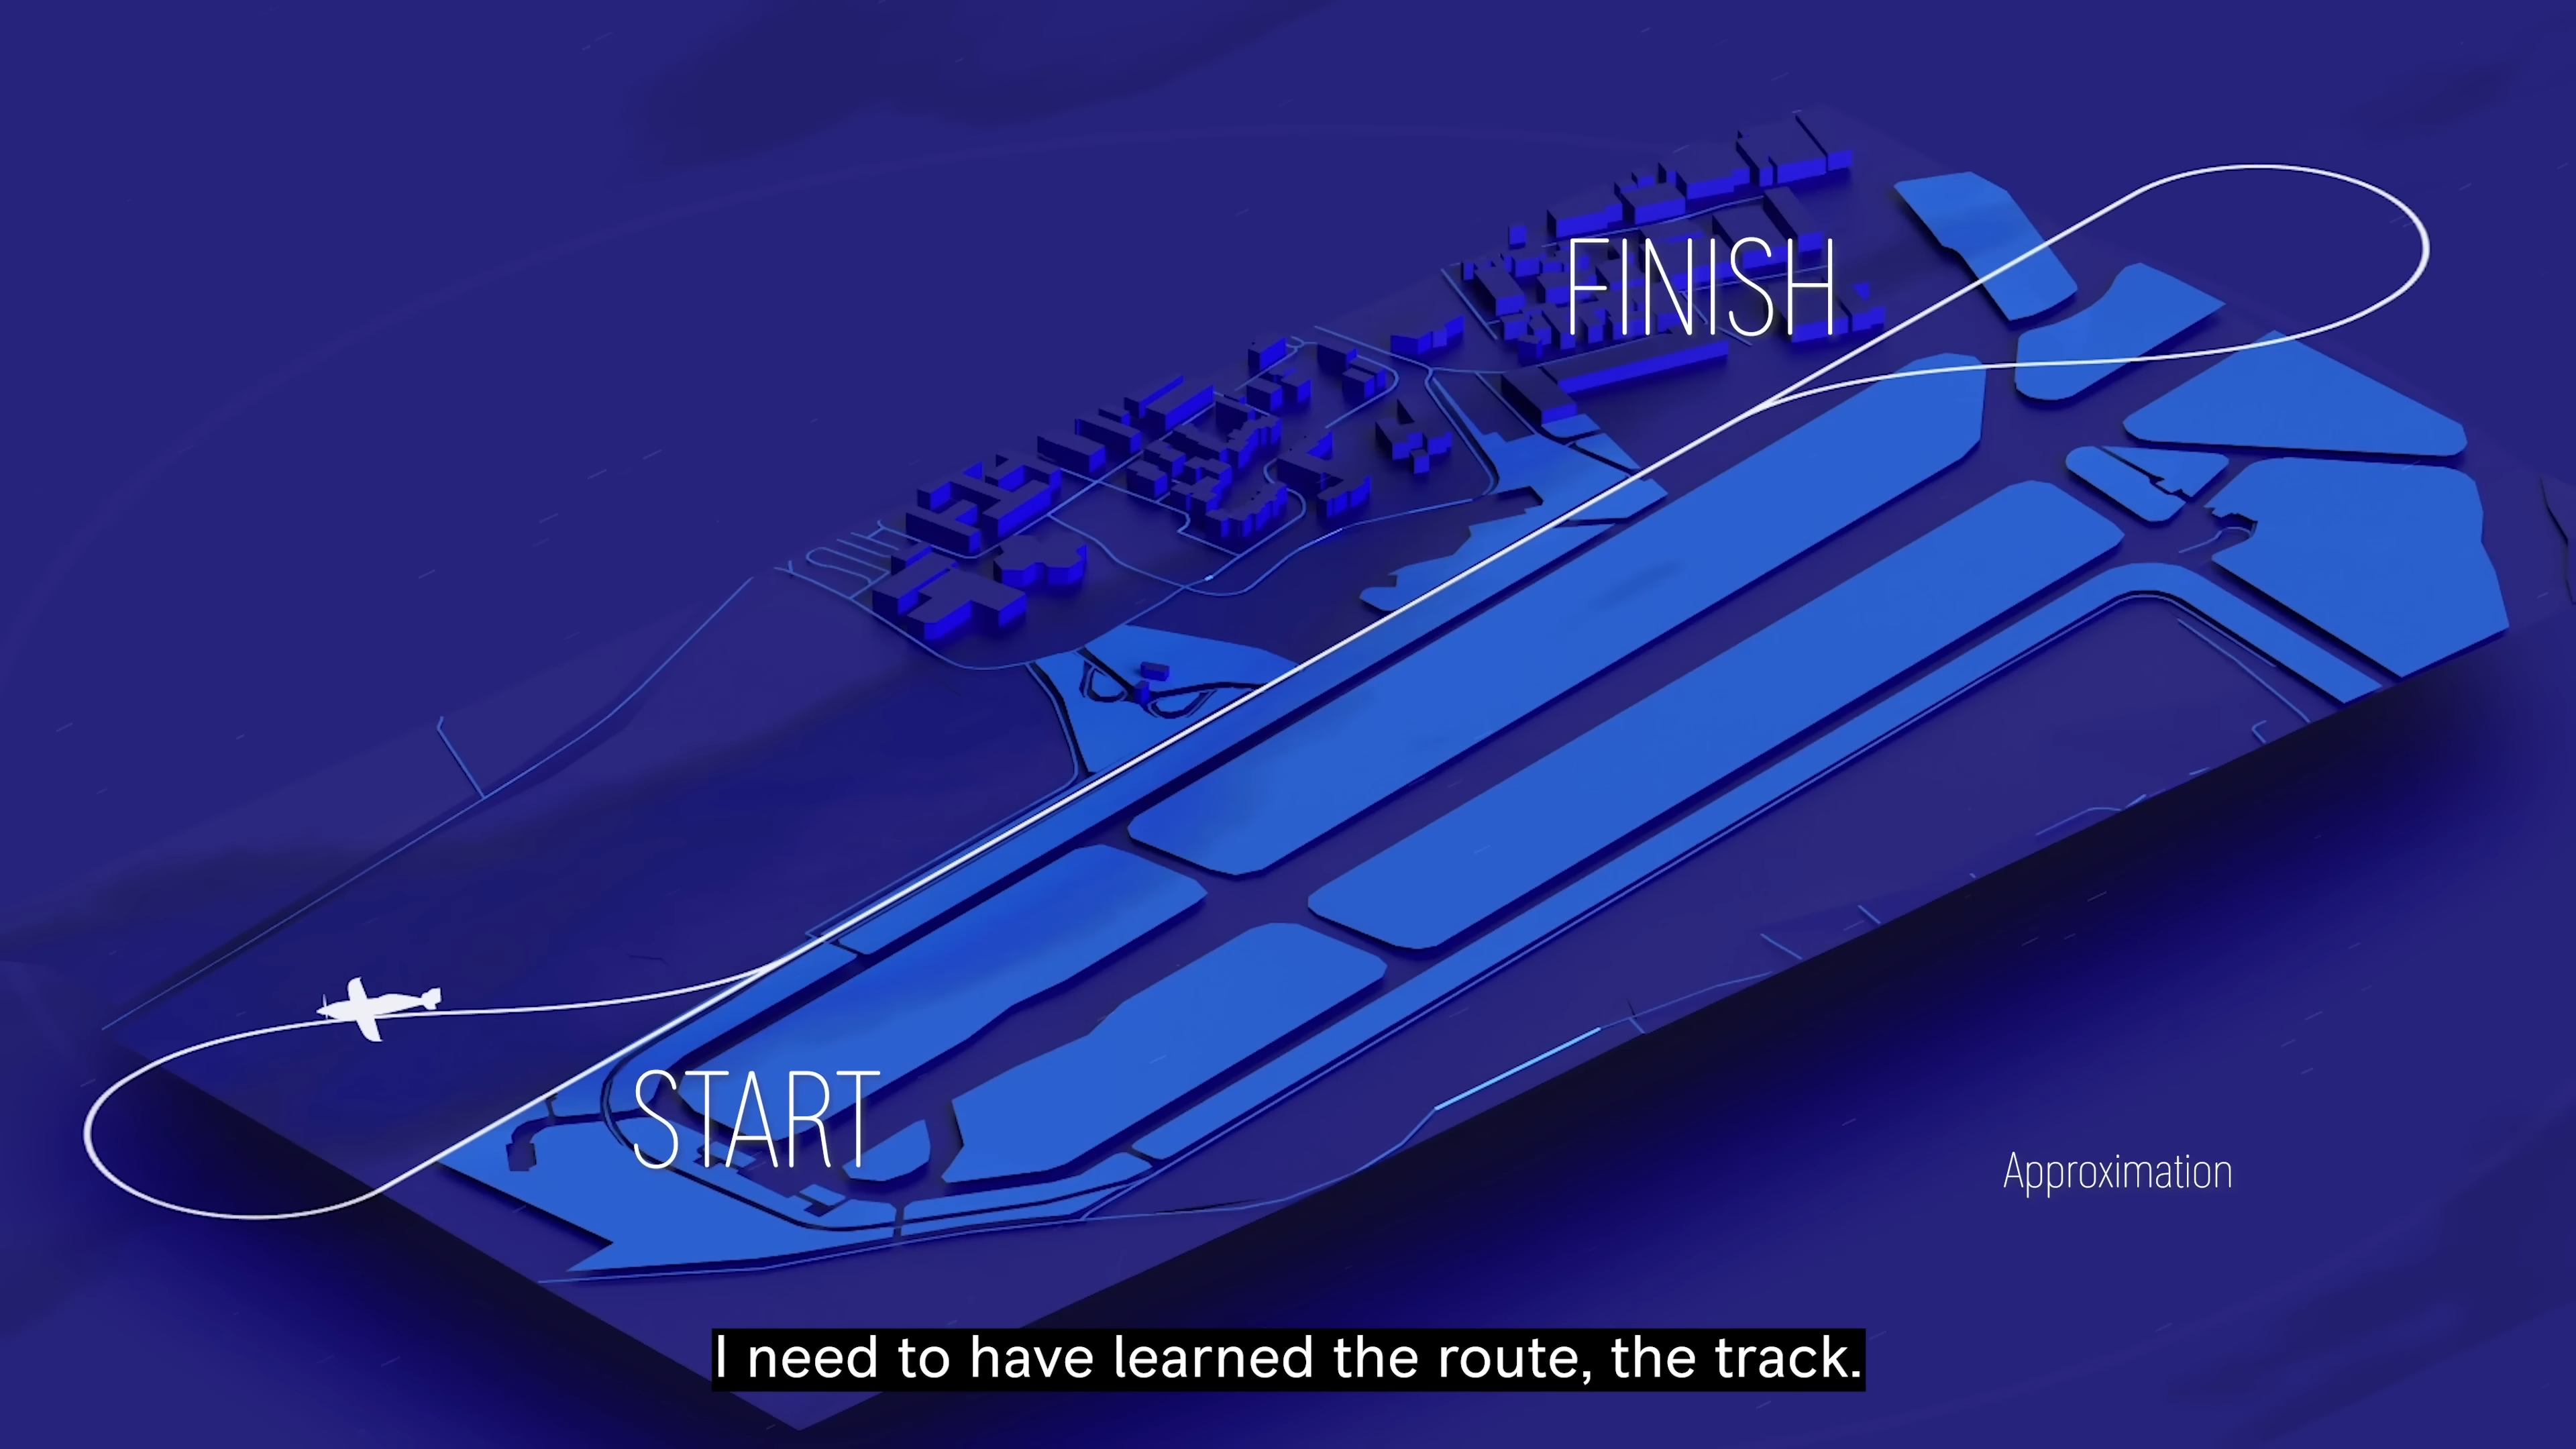 FINISH
START
Approximation
I need to have learned the route, the track.